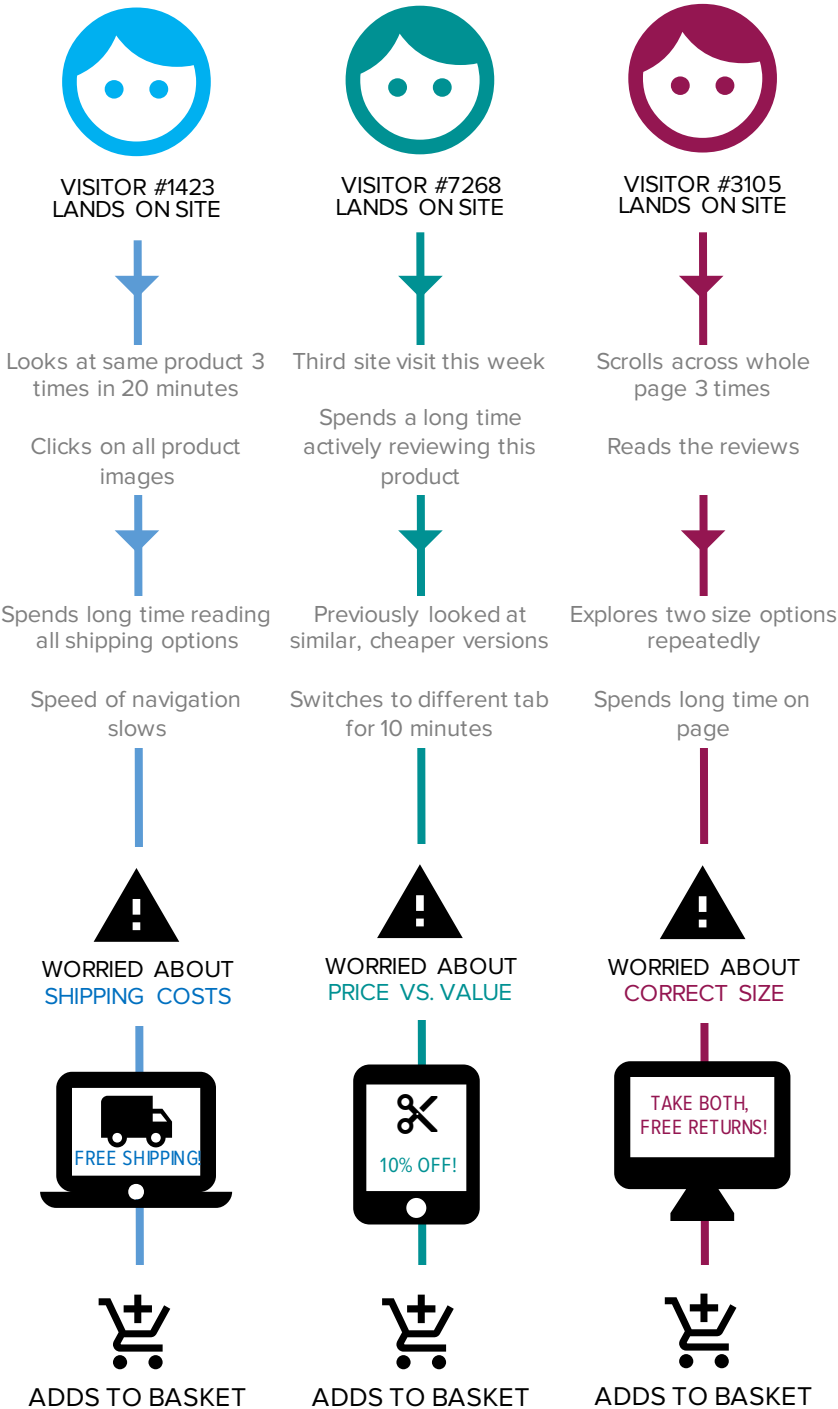 VISITOR #1423
LANDS ON SITE
Looks at same product 3
times in 20 minutes
Clicks on all product
images
Spends long time reading
all shipping options
Speed of navigation
slows
WORRIED ABOUT
SHIPPING COSTS
FREE SHIPPING!
ADDS TO BASKET
VISITOR #7268
LANDS ON SITE
Third site visit this week
Spends a long time
actively reviewing this
product
Previously looked at
similar, cheaper versions
Switches to different tab
for 10 minutes
WORRIED ABOUT
PRICE VS. VALUE
10% OFF!
ADDS TO BASKET
VISITOR #3105
LANDS ON SITE
Scrolls across whole
page 3 times
Reads the reviews
Explores two size options
repeatedly
Spends long time on
page
WORRIED ABOUT
CORRECT SIZE
TAKE BOTH,
FREE RETURNS!
ADDS TO BASKET